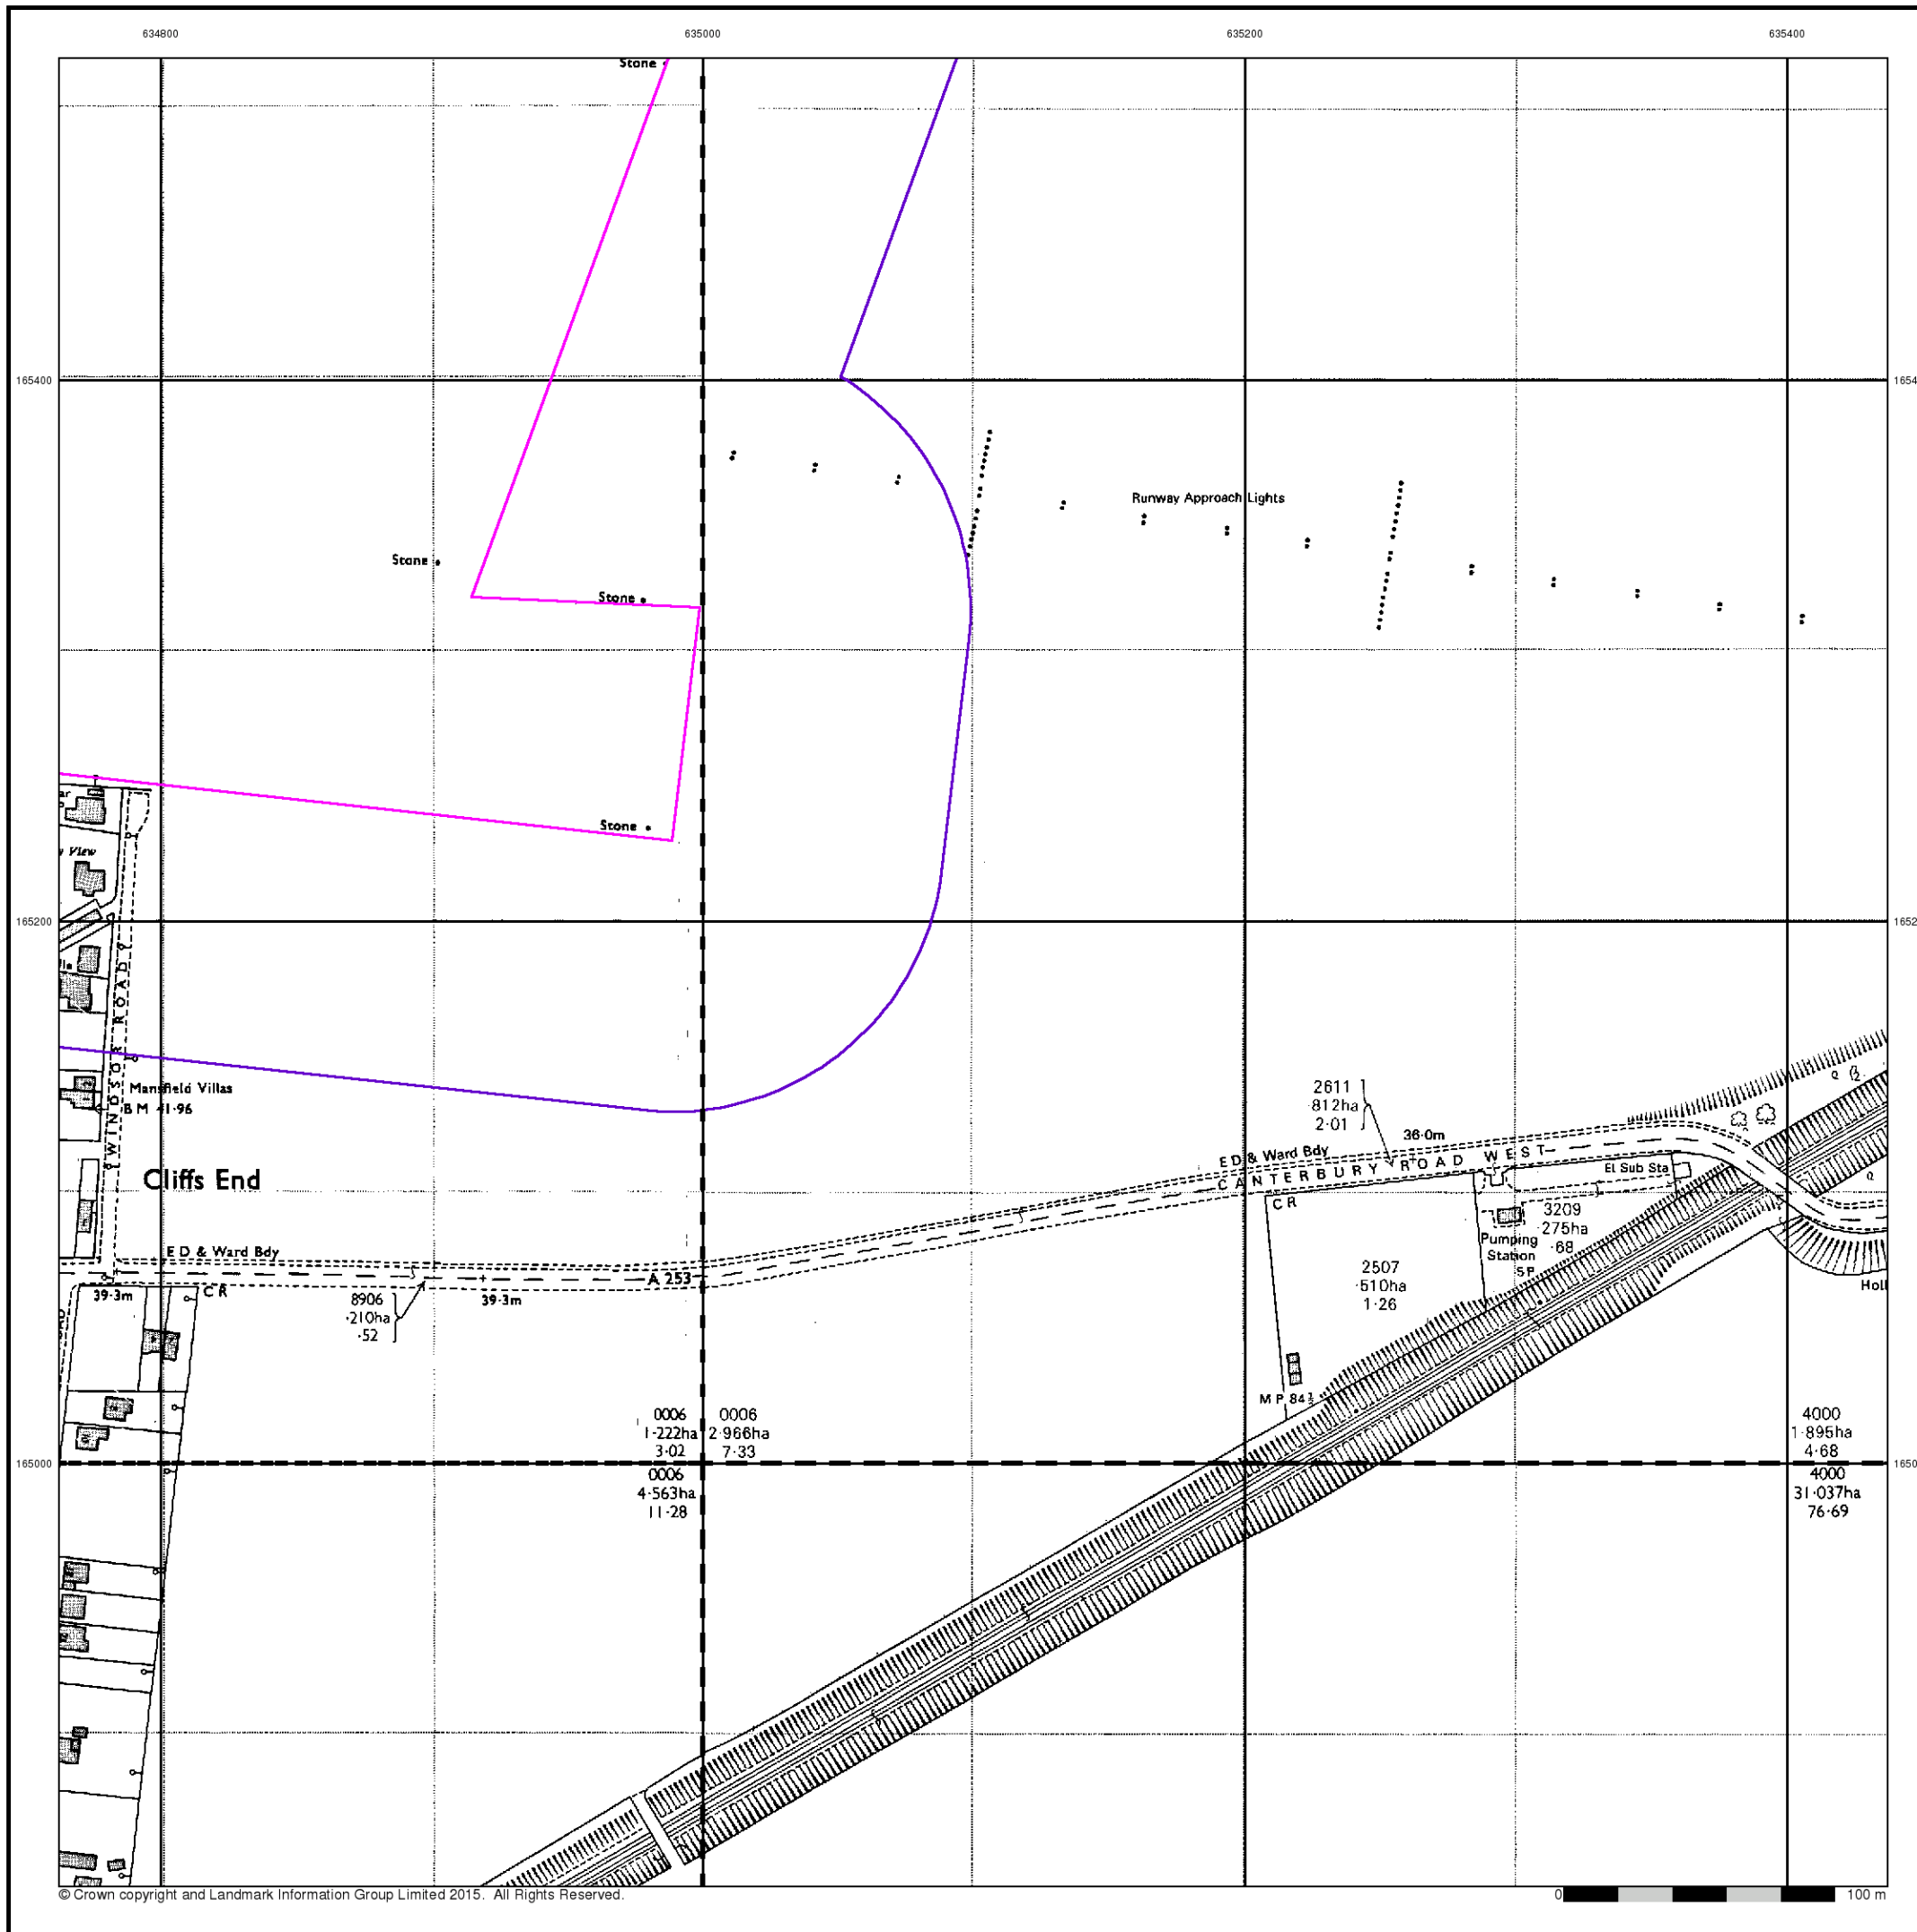 634800
635000
635200
635400
Stone
165400
Runway Approach Lights
Stone
Stone
Stone
View
165200
WINDSOR ROAD
Mansfield Villas
B M 41·96
Cliffs End
2611
·812ha
2·01
36·0m
ED & Ward Bdy
CANTERBURY ROAD WEST
El Sub Sta
C R
3209
·275ha
·68
Pumping
Station
S P
2507
·510ha
1·26
E D & Ward Bdy
A 253
39·3m
C R
39·3m
8906
·210ha
·52
M P 84½
0006
1·222ha
3·02
0006
2·966ha
7·33
4000
1·895ha
4·68
165000
0006
4·563ha
11·28
4000
31·037ha
76·69
© Crown copyright and Landmark Information Group Limited 2015. All Rights Reserved.
0
100 m